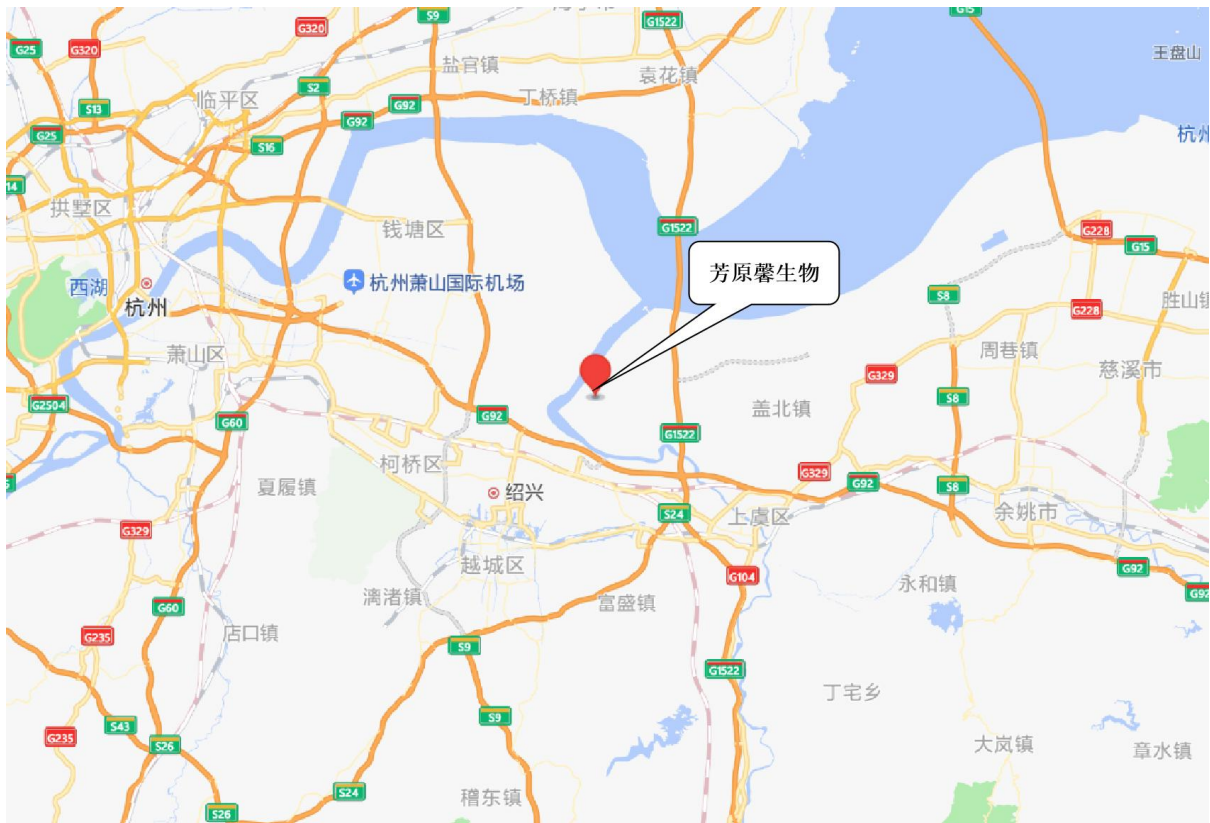 S9
G1522
G15
G320
G25
G320
王盘山
盐官镇
袁花镇
S2
丁桥镇
临平区
G92
S13
G92
G25
杭州
S16
14
拱墅区
钱塘区
G1522
G228
G15
芳原馨生物
西湖
杭州萧山国际机场
杭州
S8
胜山镇
G228
萧山区
周巷镇
慈溪市
G329
G2504
S8
G92
盖北镇
G60
G1522
柯桥区
G329
G92
夏履镇
绍兴
S8
S24
上虞区
余姚市
G329
越城区
G92
G104
永和镇
G92
漓渚镇
富盛镇
G60
店口镇
G235
S9
G1522
丁宅乡
S9
S43
G235
S26
大岚镇
章水镇
S24
稽东镇
S26